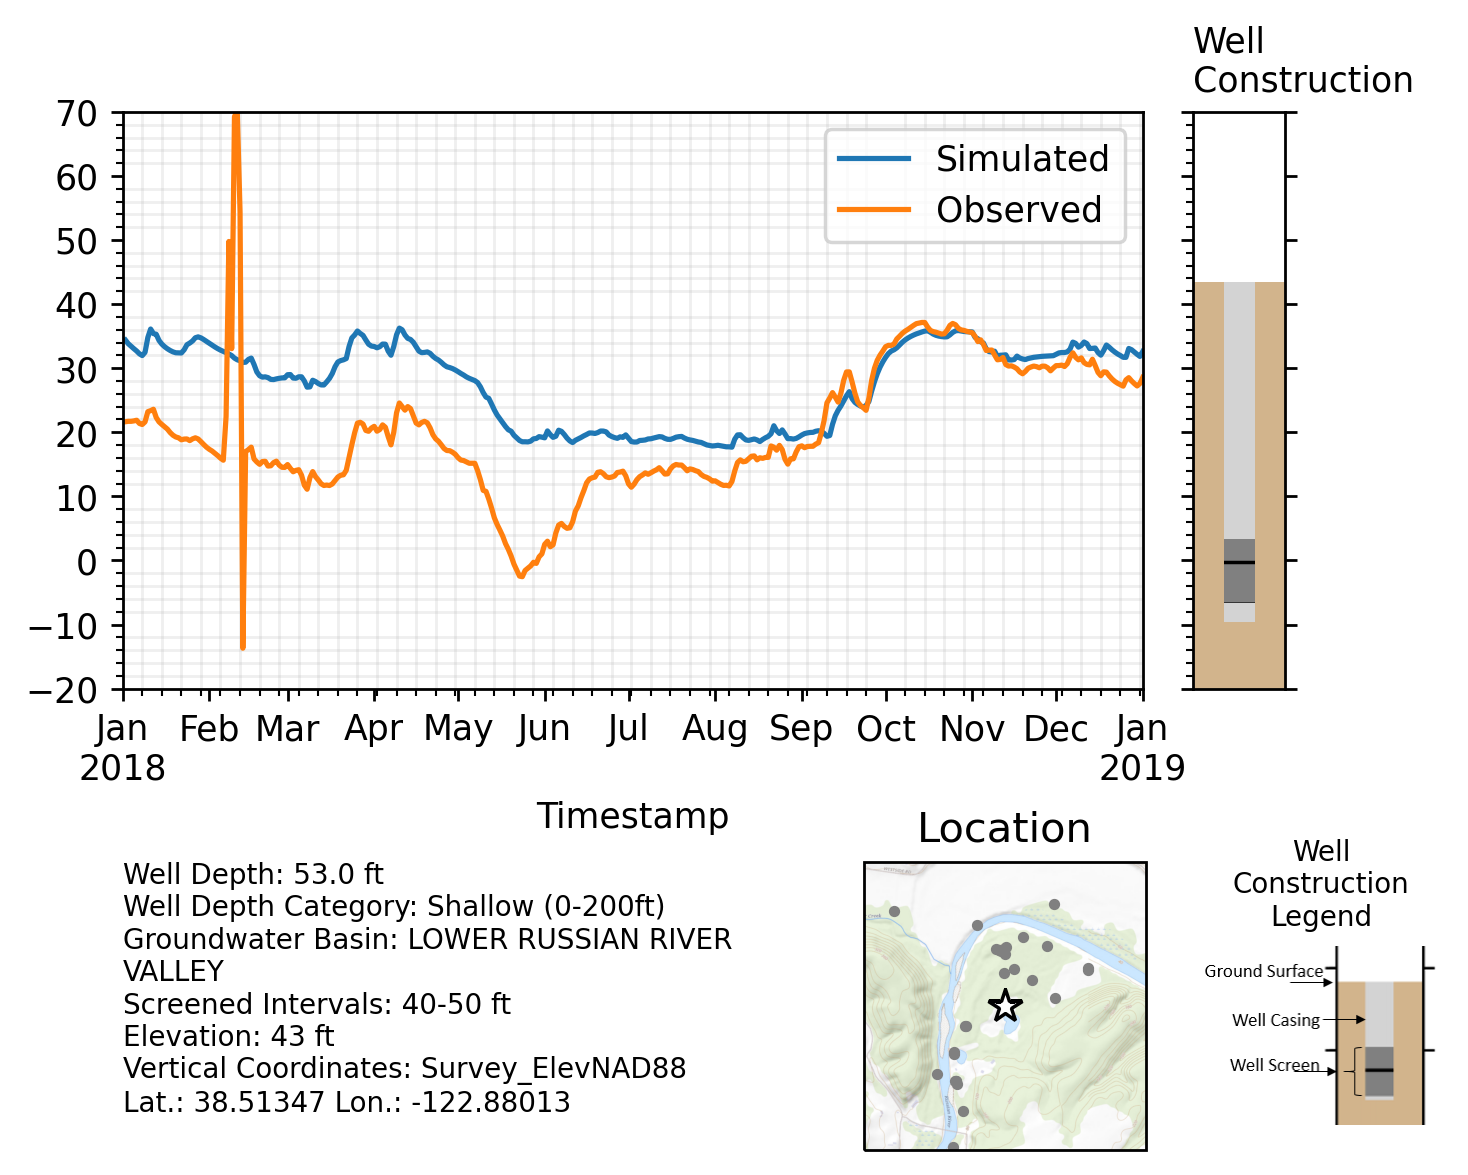 Well
Construction
70
60
50
40
30
20
10
0
−10
−20
Simulated
Observed
Jan
2018
Feb
Mar
Apr
May
Jun
Jul
Aug
Sep
Oct
Nov
Dec
Jan
2019
Timestamp
Well Depth: 53.0 ft
Well Depth Category: Shallow (0-200ft)
Groundwater Basin: LOWER RUSSIAN RIVER
VALLEY
Screened Intervals: 40-50 ft
Elevation: 43 ft
Vertical Coordinates: Survey_ElevNAD88
Lat.: 38.51347 Lon.: -122.88013
Location
Well
Construction
Legend
Ground Surface
Well Casing
Well Screen